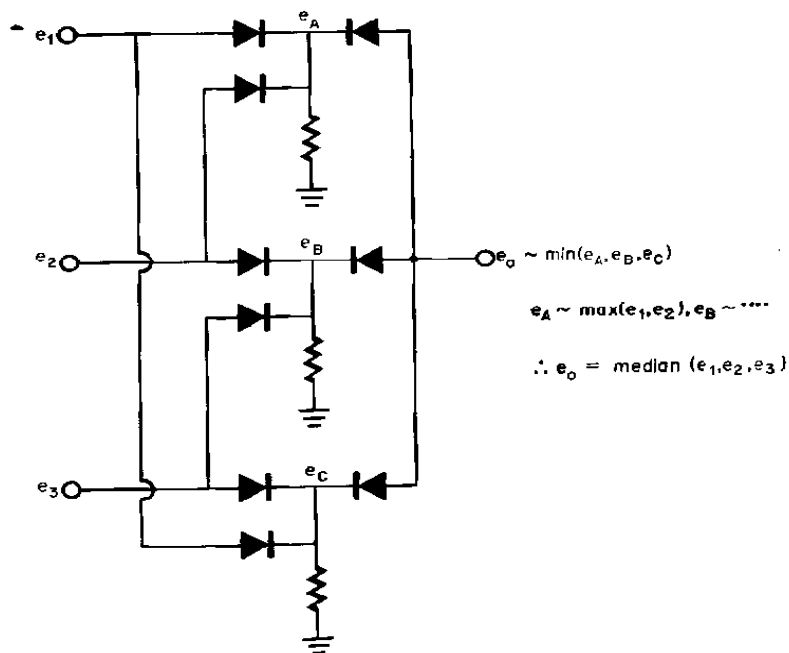 e1
eA
e2
eB
eo ~ min(eA,eB,eC)
eA ~ max(e1,e2),eB ~ ····
∴ eo = median (e1,e2,e3)
e3
eC